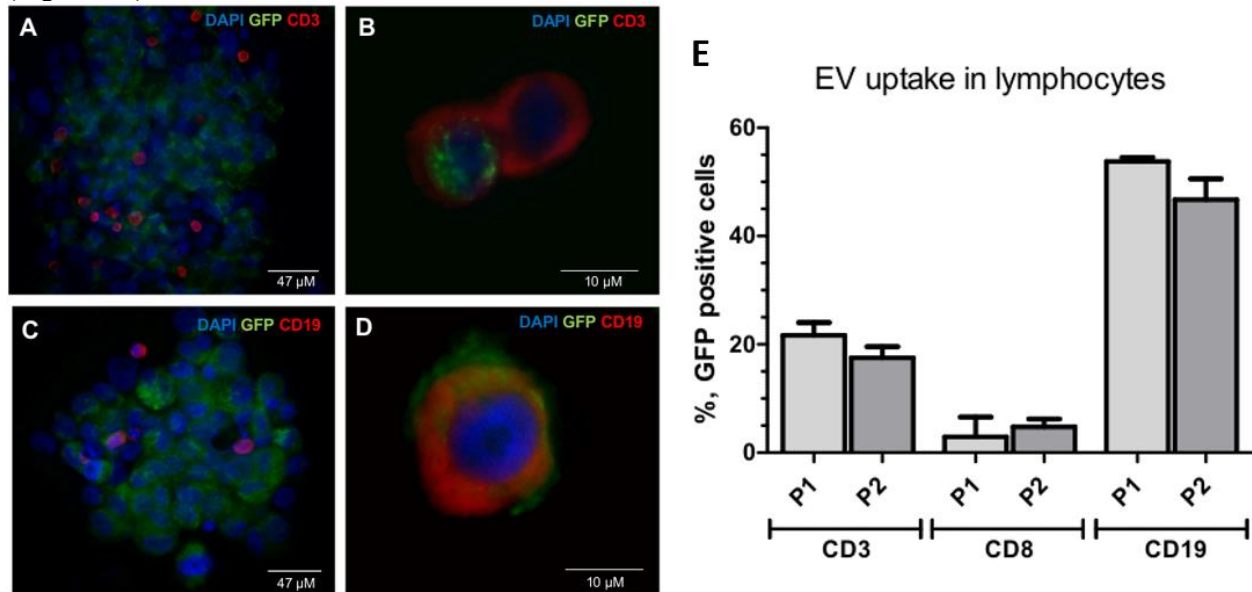 A DAPI GFP CD3
47 µM
B DAPI GFP CD3
10 µM
C DAPI GFP CD19
47 µM
D DAPI GFP CD19
10 µM
E
EV uptake in lymphocytes
%, GFP positive cells
60
40
20
0
P1 P2 P1 P2 P1 P2
CD3 CD8 CD19